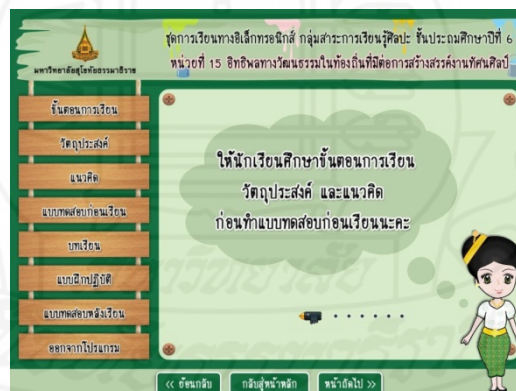 ชุดการเรียนทางอิเล็กทรอนิกส์ กลุ่มสาระการเรียนรู้ศิลปะ ชั้นประถมศึกษาปีที่ 6
หน่วยที่ 15 อิทธิพลทางวัฒนธรรมในท้องถิ่นที่มีต่อการสร้างสรรค์งานทัศนศิลป์
มหาวิทยาลัยสุโขทัยธรรมาธิราช
ขั้นตอนการเรียน
วัตถุประสงค์
แนวคิด
แบบทดสอบก่อนเรียน
บทเรียน
แบบฝึกปฏิบัติ
แบบทดสอบหลังเรียน
ออกจากโปรแกรม
ให้นักเรียนศึกษาขั้นตอนการเรียน
วัตถุประสงค์ และแนวคิด
ก่อนทำแบบทดสอบก่อนเรียนนะคะ
<< ย้อนกลับ
กลับสู่หน้าหลัก
หน้าถัดไป >>